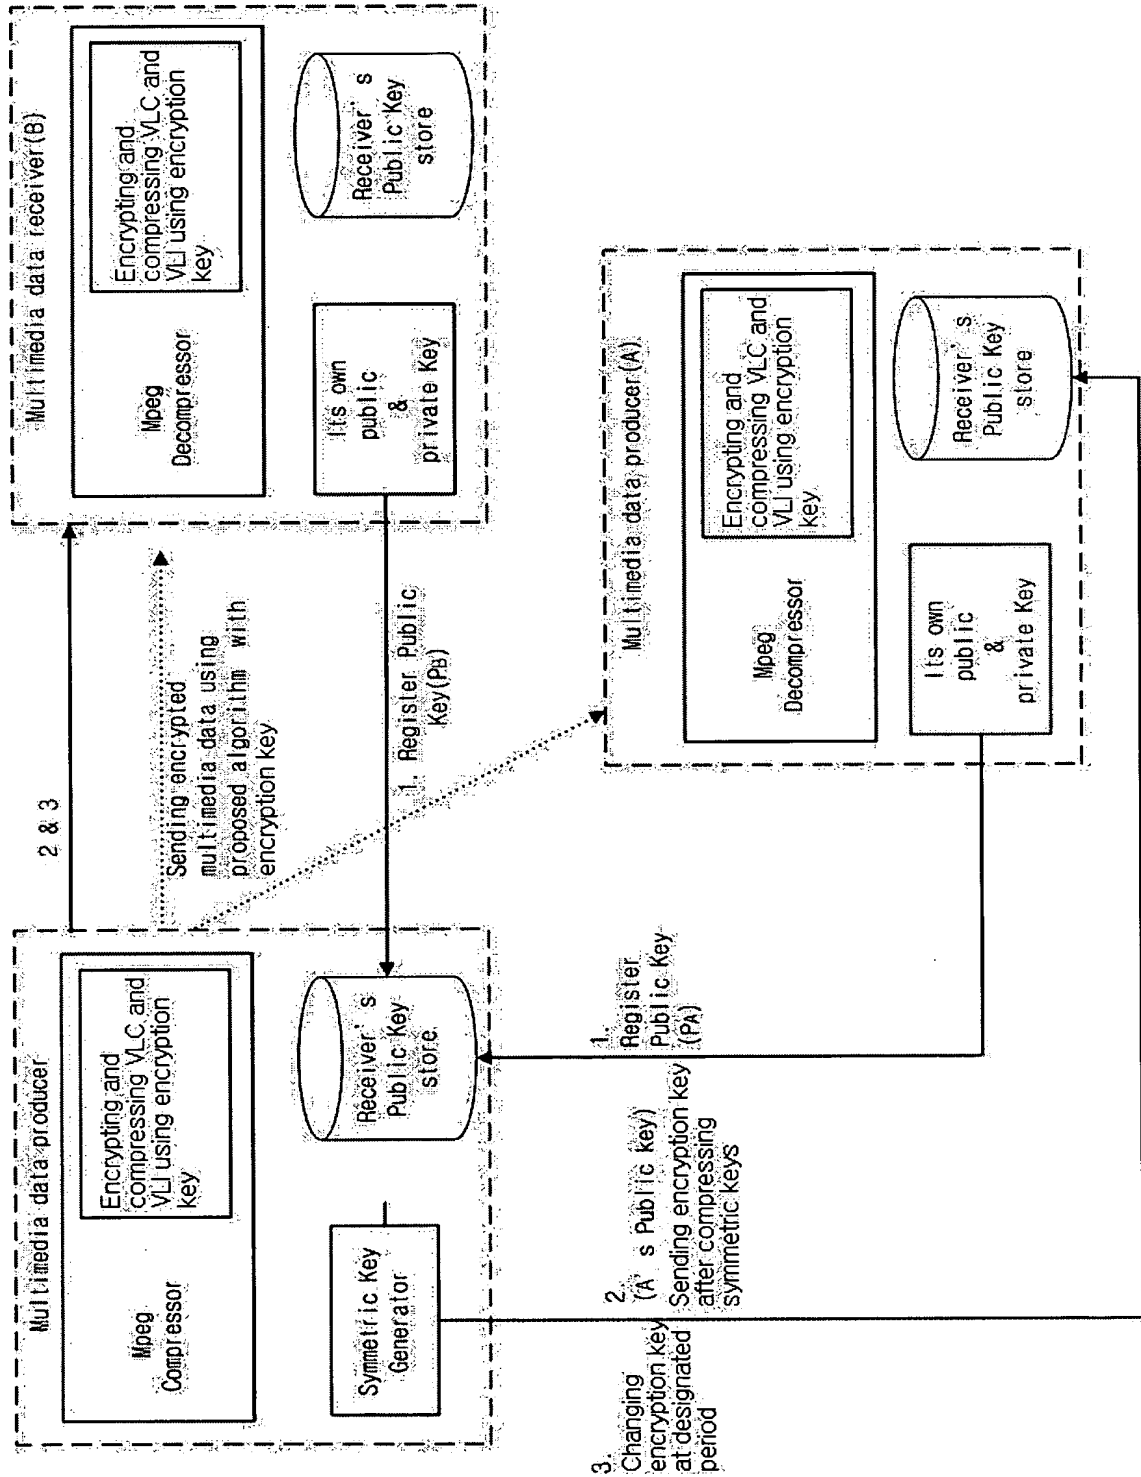 Multimedia data producer
Mpeg
Compressor
Encrypting and
compressing VLC and
VLI using encryption
key
Symmetric Key
Generator
Receiver's
Public Key
store
2 & 3
Sending encrypted
multimedia data using
proposed algorithm with
encryption key
1. Register Public
Key(PB)
Multimedia data receiver(B)
Mpeg
Decompressor
Encrypting and
compressing VLC and
VLI using encryption
key
Its own
public
&
private Key
Receiver's
Public Key
store
3.
Changing
encryption key
at designated
period
2.
(A's Public key)
Sending encryption key
after compressing
symmetric keys
1.
Register
Public Key
(PA)
Multimedia data producer(A)
Mpeg
Decompressor
Encrypting and
compressing VLC and
VLI using encryption
key
Its own
public
&
private Key
Receiver's
Public Key
store